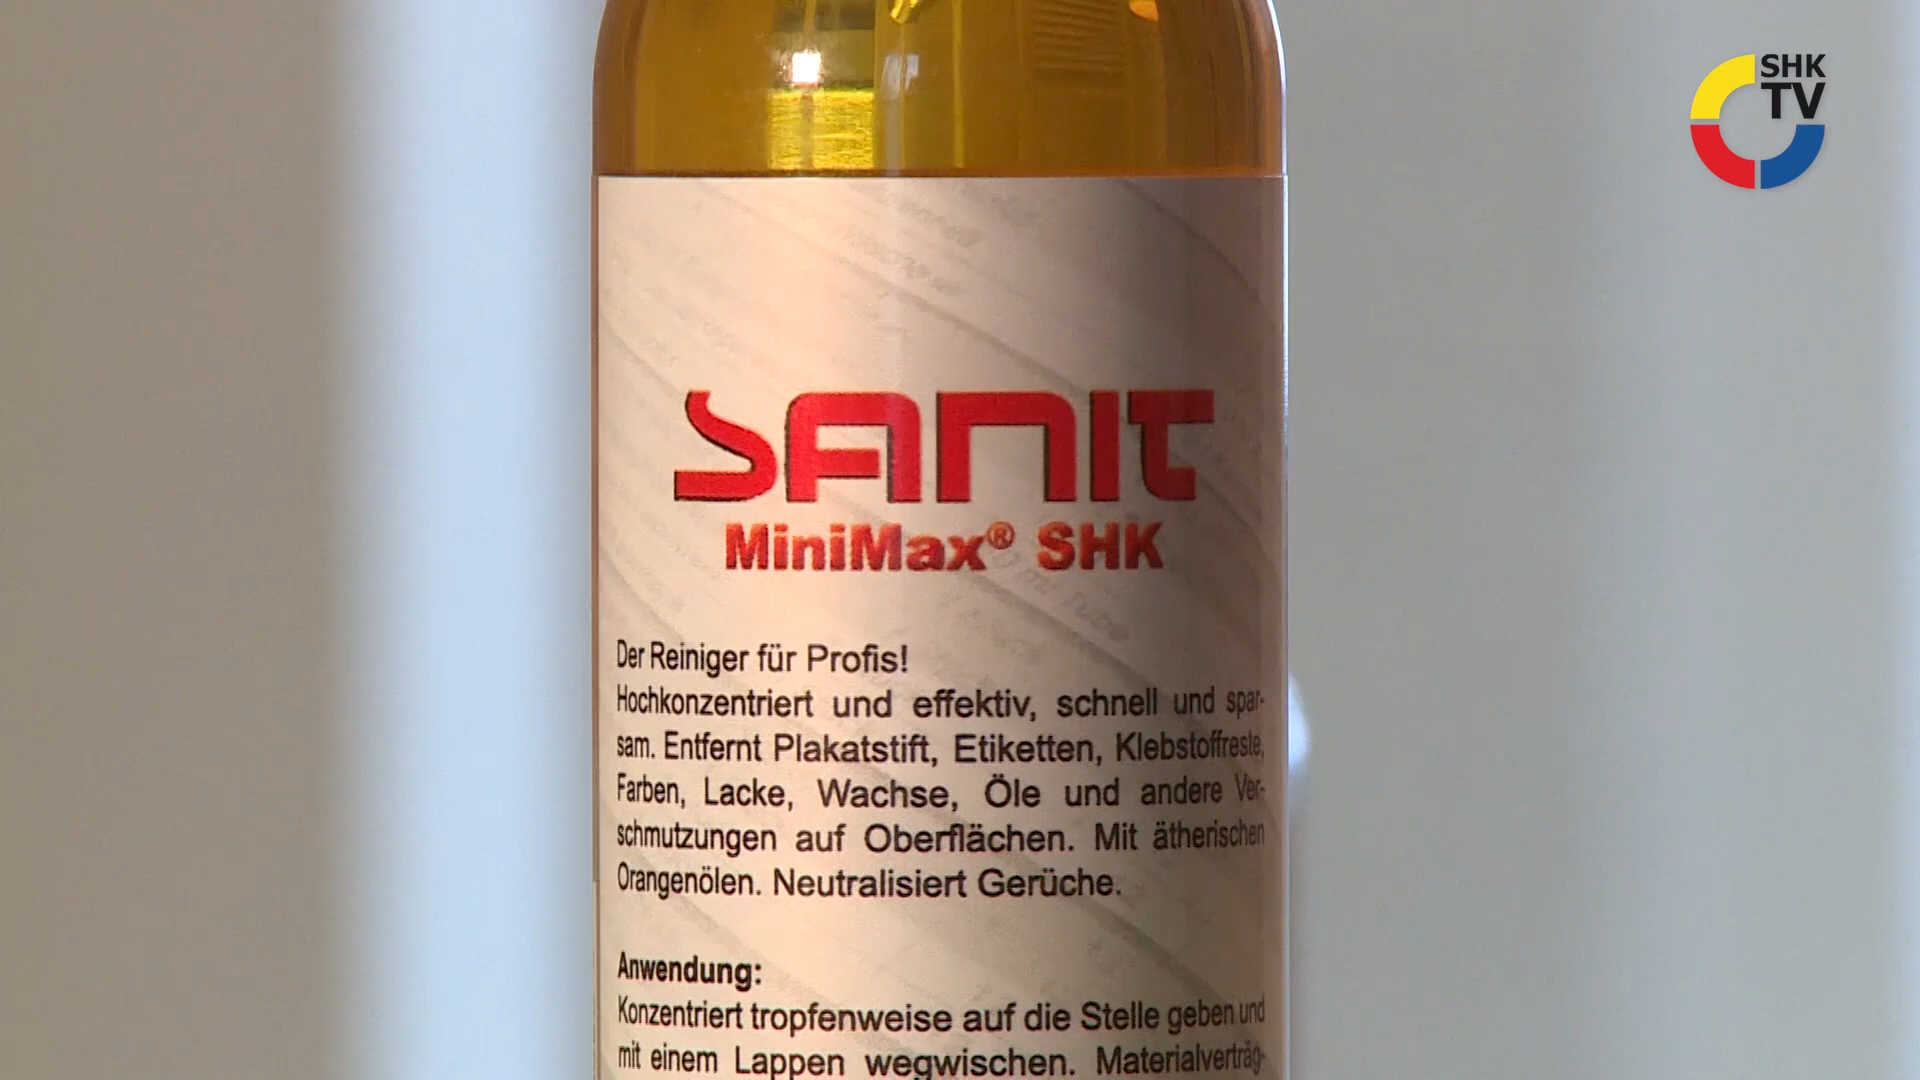 SHK
TV
SANIT
MiniMax® SHK
Der Reiniger für Profis!
Hochkonzentriert und effektiv, schnell und spar-
sam. Entfernt Plakatstift, Etiketten, Klebstoffreste,
Farben, Lacke, Wachse, Öle und andere Ver-
schmutzungen auf Oberflächen. Mit ätherischen
Orangenölen. Neutralisiert Gerüche.
Anwendung:
Konzentriert tropfenweise auf die Stelle geben und
mit einem Lappen wegwischen. Materialverträg-